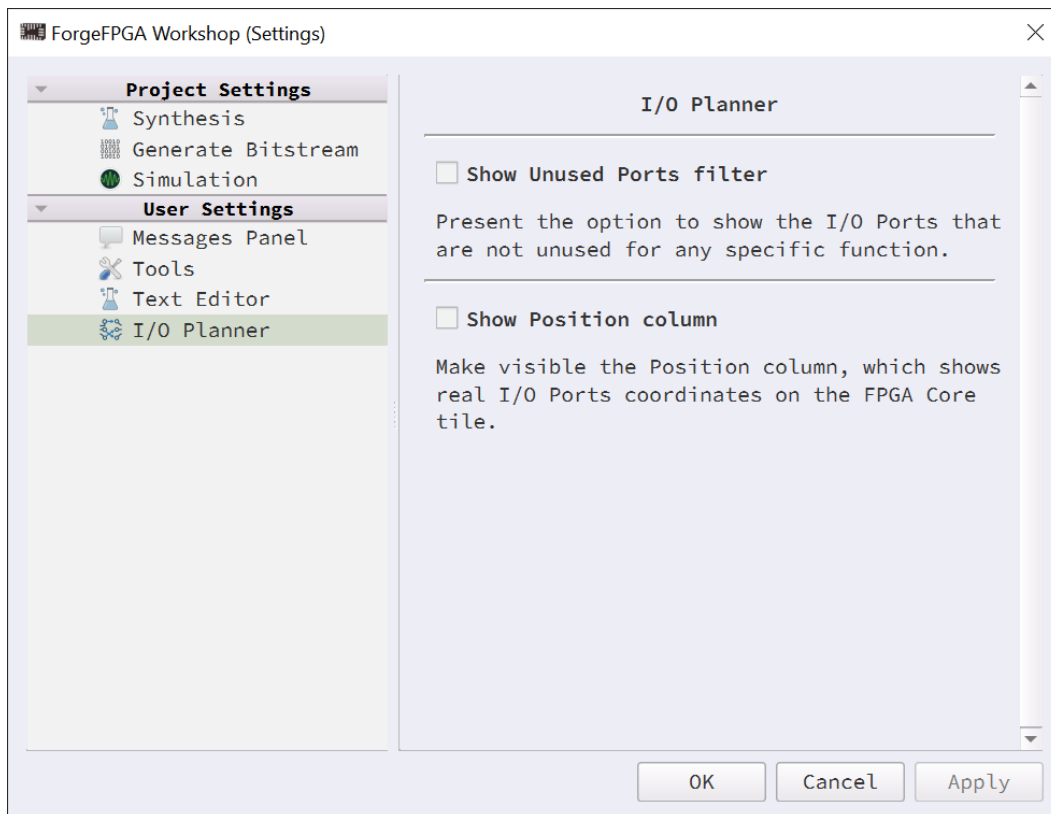 ForgeFPGA Workshop (Settings)
Project Settings
Synthesis
Generate Bitstream
Simulation
User Settings
Messages Panel
Tools
Text Editor
I/O Planner
I/O Planner
Show Unused Ports filter
Present the option to show the I/O Ports that
are not unused for any specific function.
Show Position column
Make visible the Position column, which shows
real I/O Ports coordinates on the FPGA Core
tile.
OK
Cancel
Apply